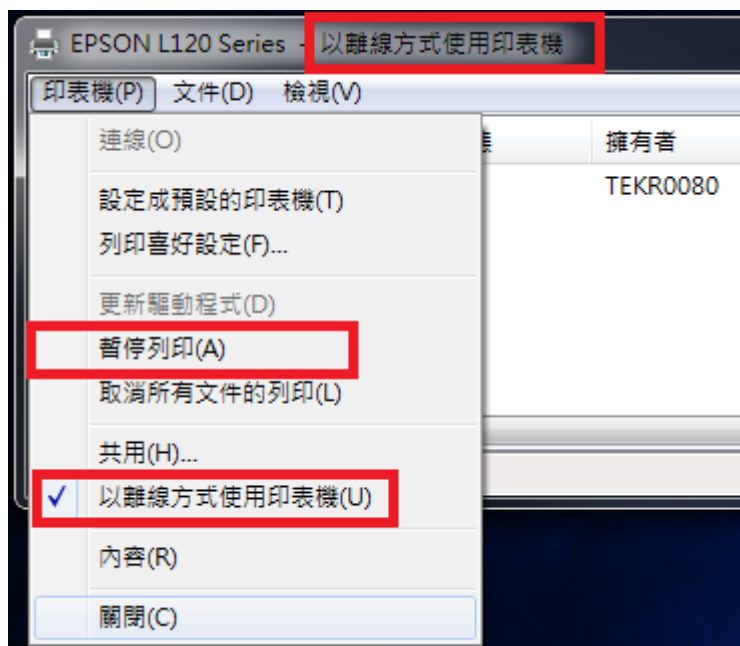 EPSON L120 Series - 以離線方式使用印表機
印表機(P) 文件(D) 檢視(V)
連線(O)
擁有者
設定成預設的印表機(T)
TEKR0080
列印喜好設定(F)...
更新驅動程式(D)
暫停列印(A)
取消所有文件的列印(L)
共用(H)...
✓ 以離線方式使用印表機(U)
內容(R)
關閉(C)